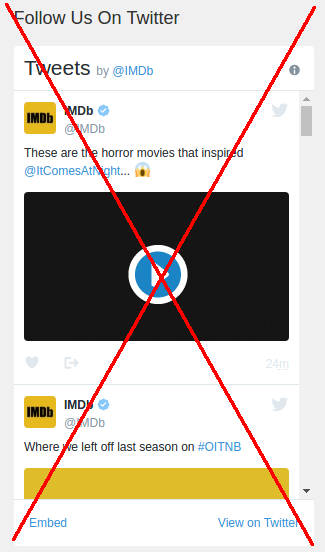 Follow Us On Twitter
Tweets by @IMDb
IMDb
IMDb
@IMDb
These are the horror movies that inspired
@ItComesAtNight... 😱
24m
IMDb
IMDb
@IMDb
Where we left off last season on #OITNB
Embed
View on Twitter